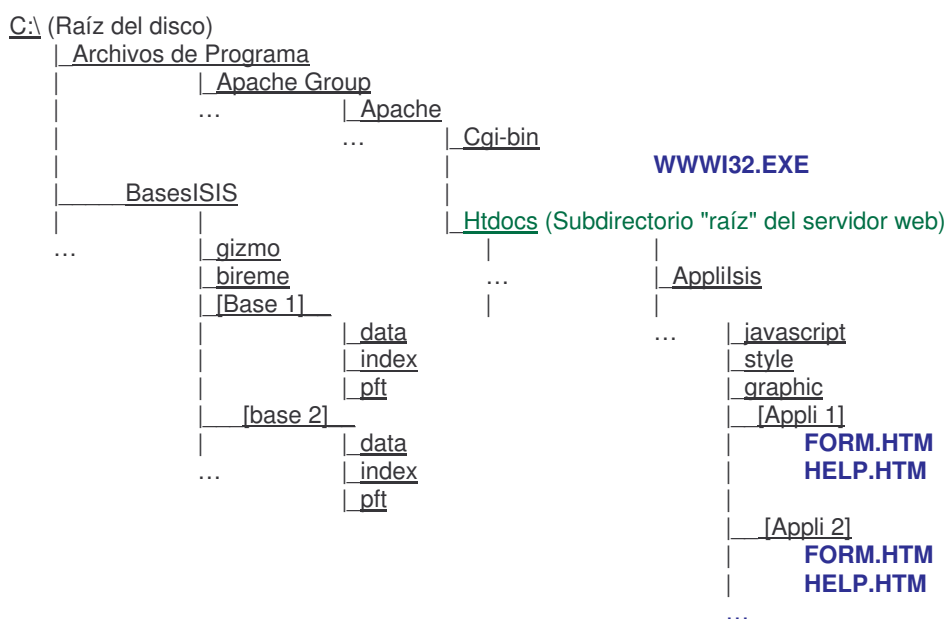 C:\ (Raíz del disco)
|_Archivos de Programa
| |_Apache Group
| … |_Apache
| … |_Cgi-bin
| | WWWI32.EXE
|_____BasesISIS |
| | |_Htdocs (Subdirectorio "raíz" del servidor web)
… |_gizmo | |
|_bireme … |_AppliIsis
|_[Base 1]__ | |
| |_data … |_javascript
| |_index |_style
| |_pft |_graphic
|___[base 2]__ |__[Appli 1]
| |_data | FORM.HTM
… |_index | HELP.HTM
|_pft |
|__[Appli 2]
| FORM.HTM
| HELP.HTM
…